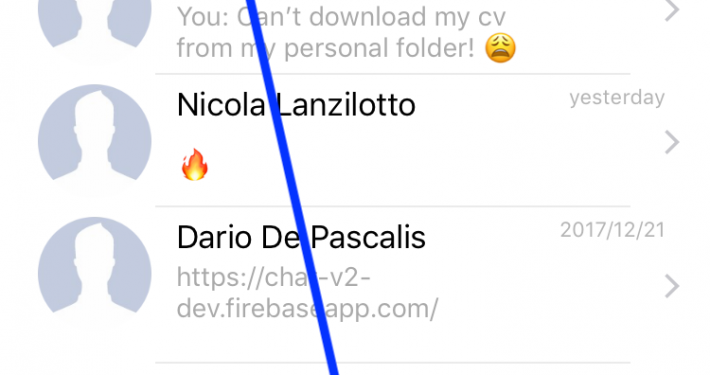 You: Can’t download my cv
from my personal folder! 😩
Nicola Lanzilotto
yesterday
🔥
Dario De Pascalis
2017/12/21
https://chat-v2-
dev.firebaseapp.com/